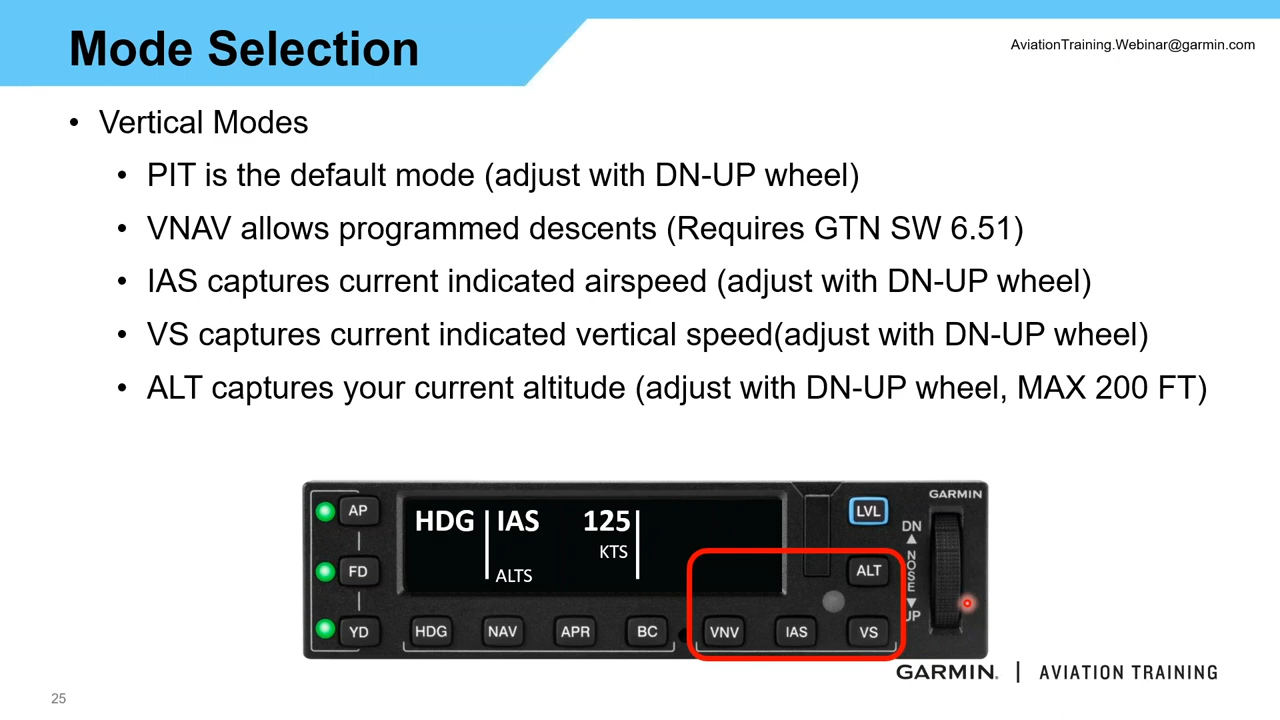 Mode Selection
AviationTraining.Webinar@garmin.com
• Vertical Modes
• PIT is the default mode (adjust with DN-UP wheel)
• VNAV allows programmed descents (Requires GTN SW 6.51)
• IAS captures current indicated airspeed (adjust with DN-UP wheel)
• VS captures current indicated vertical speed(adjust with DN-UP wheel)
• ALT captures your current altitude (adjust with DN-UP wheel, MAX 200 FT)
GARMIN
AP
HDG IAS 125
KTS
ALTS
LVL
DN
FD
ALT
NOSE
UP
YD
HDG NAV APR BC VNV IAS VS
GARMIN. | AVIATION TRAINING
25